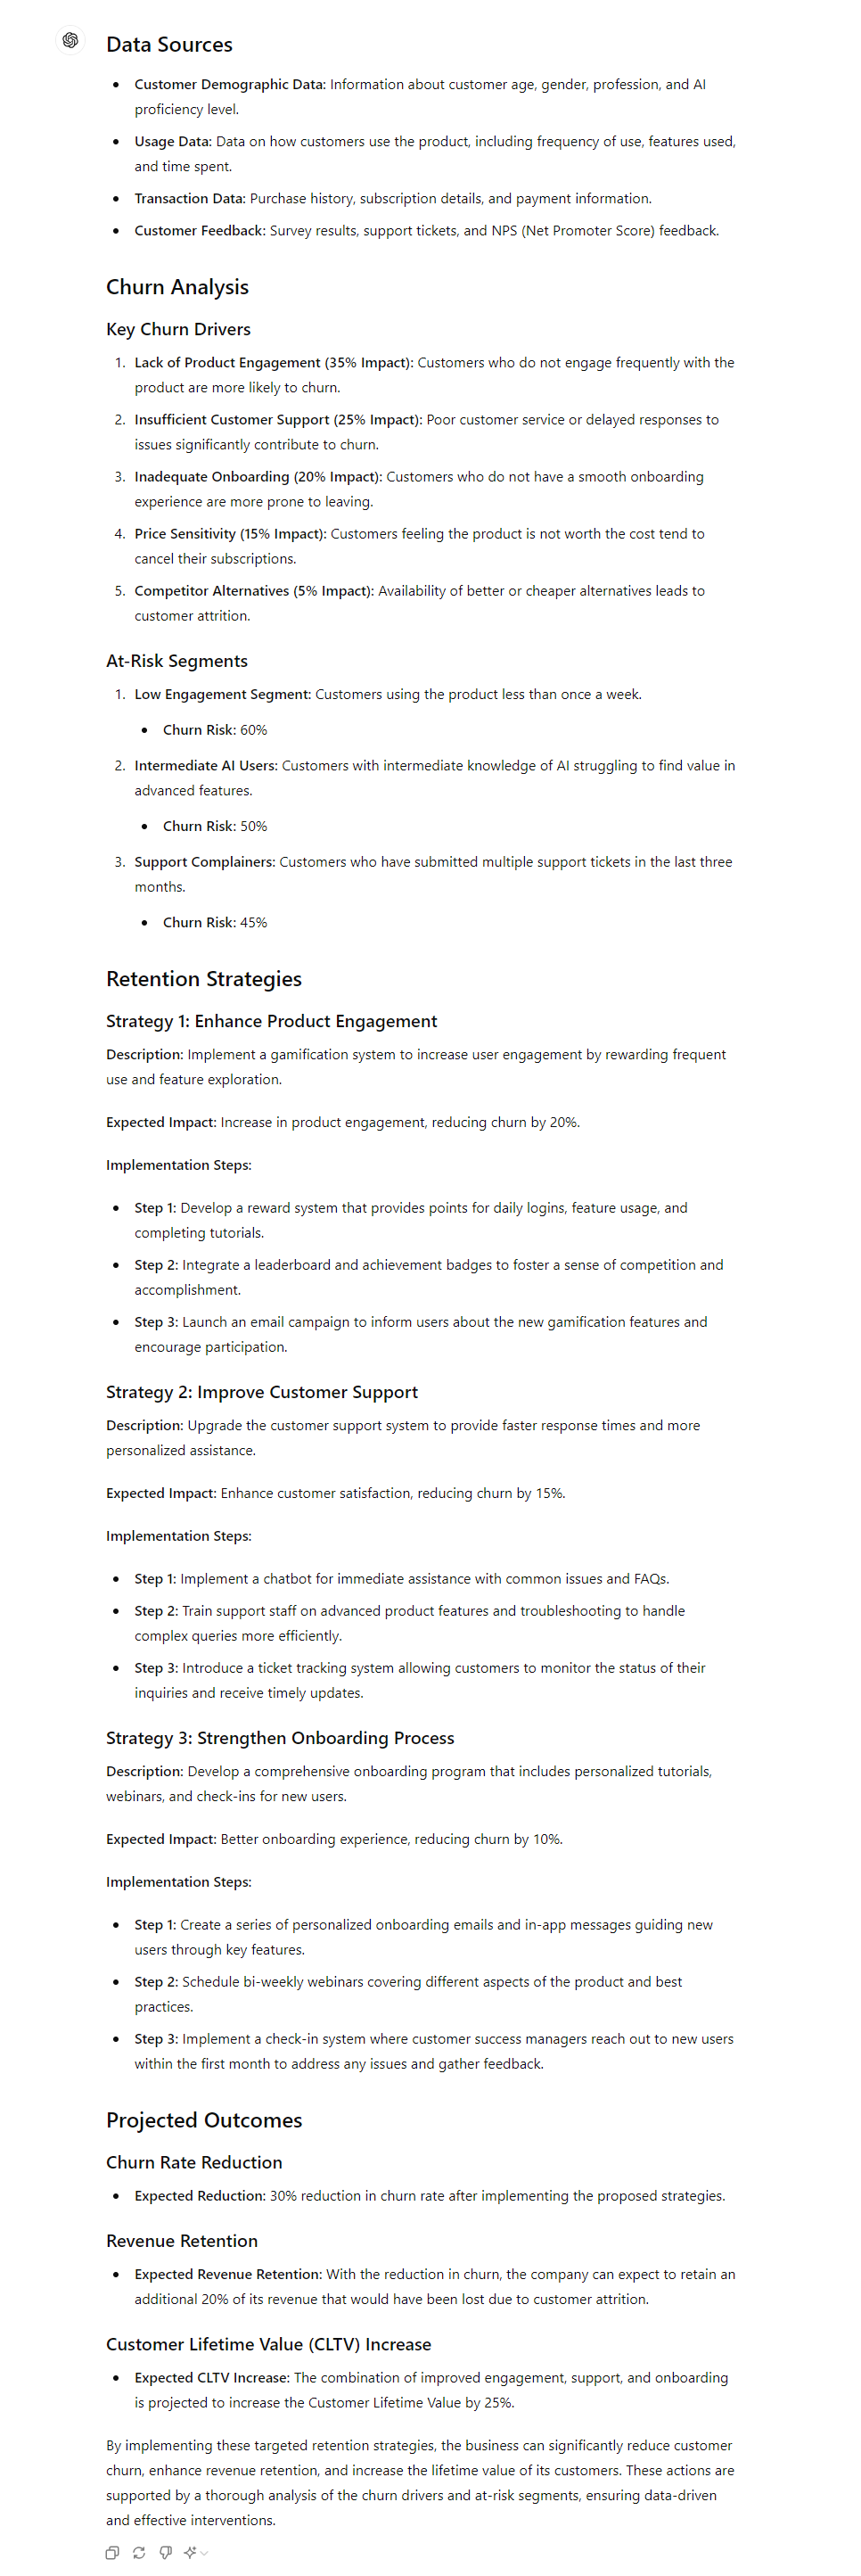 Data Sources
• Customer Demographic Data: Information about customer age, gender, profession, and AI
proficiency level.
• Usage Data: Data on how customers use the product, including frequency of use, features used,
and time spent.
• Transaction Data: Purchase history, subscription details, and payment information.
• Customer Feedback: Survey results, support tickets, and NPS (Net Promoter Score) feedback.
Churn Analysis
Key Churn Drivers
1. Lack of Product Engagement (35% Impact): Customers who do not engage frequently with the
product are more likely to churn.
2. Insufficient Customer Support (25% Impact): Poor customer service or delayed responses to
issues significantly contribute to churn.
3. Inadequate Onboarding (20% Impact): Customers who do not have a smooth onboarding
experience are more prone to leaving.
4. Price Sensitivity (15% Impact): Customers feeling the product is not worth the cost tend to
cancel their subscriptions.
5. Competitor Alternatives (5% Impact): Availability of better or cheaper alternatives leads to
customer attrition.
At-Risk Segments
1. Low Engagement Segment: Customers using the product less than once a week.
• Churn Risk: 60%
2. Intermediate AI Users: Customers with intermediate knowledge of AI struggling to find value in
advanced features.
• Churn Risk: 50%
3. Support Complainers: Customers who have submitted multiple support tickets in the last three
months.
• Churn Risk: 45%
Retention Strategies
Strategy 1: Enhance Product Engagement
Description: Implement a gamification system to increase user engagement by rewarding frequent
use and feature exploration.
Expected Impact: Increase in product engagement, reducing churn by 20%.
Implementation Steps:
• Step 1: Develop a reward system that provides points for daily logins, feature usage, and
completing tutorials.
• Step 2: Integrate a leaderboard and achievement badges to foster a sense of competition and
accomplishment.
• Step 3: Launch an email campaign to inform users about the new gamification features and
encourage participation.
Strategy 2: Improve Customer Support
Description: Upgrade the customer support system to provide faster response times and more
personalized assistance.
Expected Impact: Enhance customer satisfaction, reducing churn by 15%.
Implementation Steps:
• Step 1: Implement a chatbot for immediate assistance with common issues and FAQs.
• Step 2: Train support staff on advanced product features and troubleshooting to handle
complex queries more efficiently.
• Step 3: Introduce a ticket tracking system allowing customers to monitor the status of their
inquiries and receive timely updates.
Strategy 3: Strengthen Onboarding Process
Description: Develop a comprehensive onboarding program that includes personalized tutorials,
webinars, and check-ins for new users.
Expected Impact: Better onboarding experience, reducing churn by 10%.
Implementation Steps:
• Step 1: Create a series of personalized onboarding emails and in-app messages guiding new
users through key features.
• Step 2: Schedule bi-weekly webinars covering different aspects of the product and best
practices.
• Step 3: Implement a check-in system where customer success managers reach out to new users
within the first month to address any issues and gather feedback.
Projected Outcomes
Churn Rate Reduction
• Expected Reduction: 30% reduction in churn rate after implementing the proposed strategies.
Revenue Retention
• Expected Revenue Retention: With the reduction in churn, the company can expect to retain an
additional 20% of its revenue that would have been lost due to customer attrition.
Customer Lifetime Value (CLTV) Increase
• Expected CLTV Increase: The combination of improved engagement, support, and onboarding
is projected to increase the Customer Lifetime Value by 25%.
By implementing these targeted retention strategies, the business can significantly reduce customer
churn, enhance revenue retention, and increase the lifetime value of its customers. These actions are
supported by a thorough analysis of the churn drivers and at-risk segments, ensuring data-driven
and effective interventions.